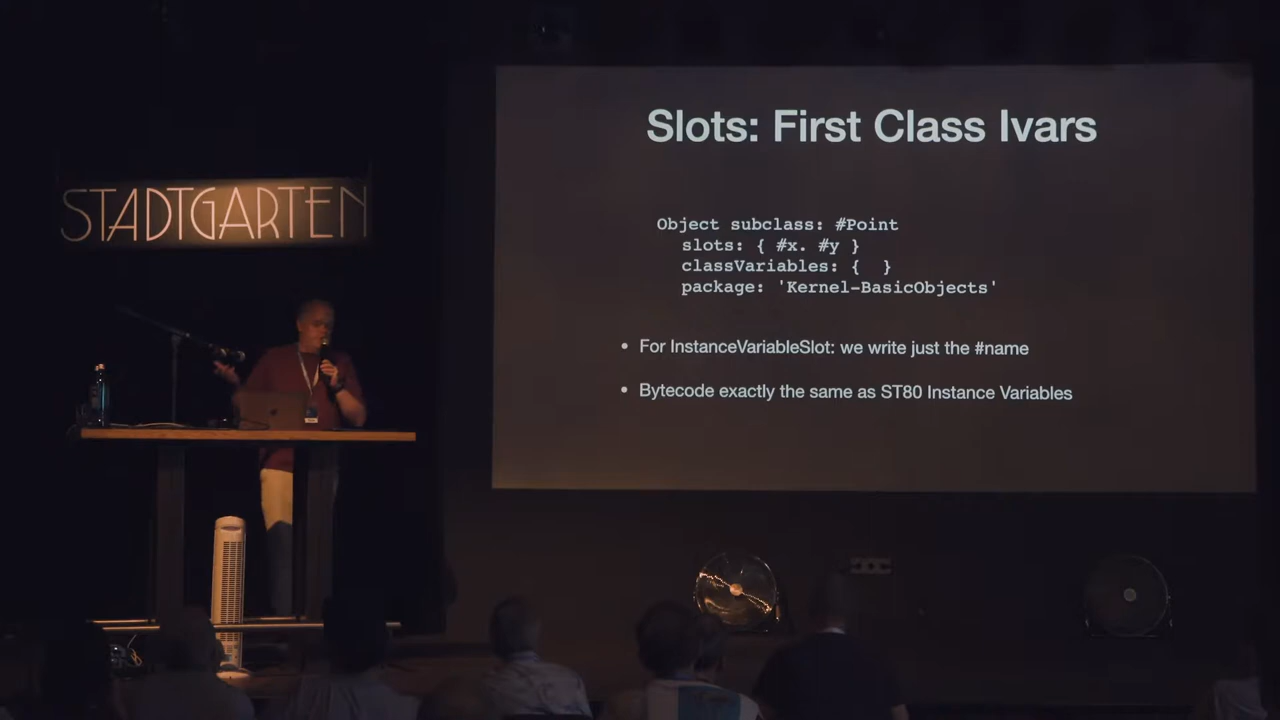 STADTGARTEN
Slots: First Class Ivars
Object subclass: #Point
slots: { #x. #y }
classVariables: {  }
package: 'Kernel-BasicObjects'
• For InstanceVariableSlot: we write just the #name
• Bytecode exactly the same as ST80 Instance Variables